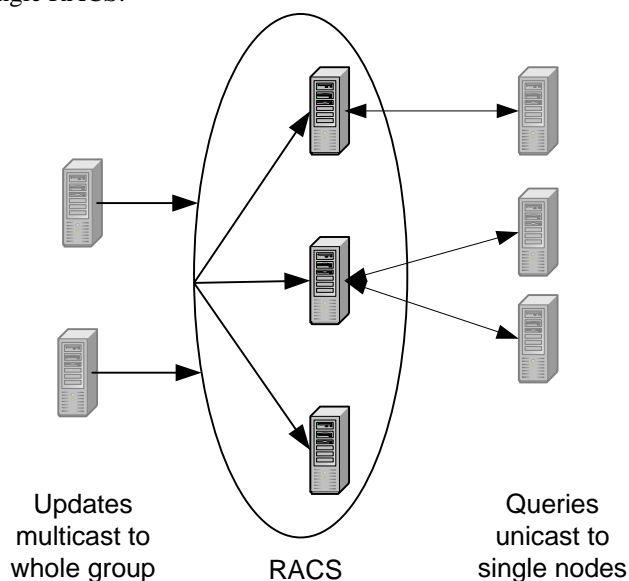 Updates
multicast to
whole group
RACS
Queries
unicast to
single nodes